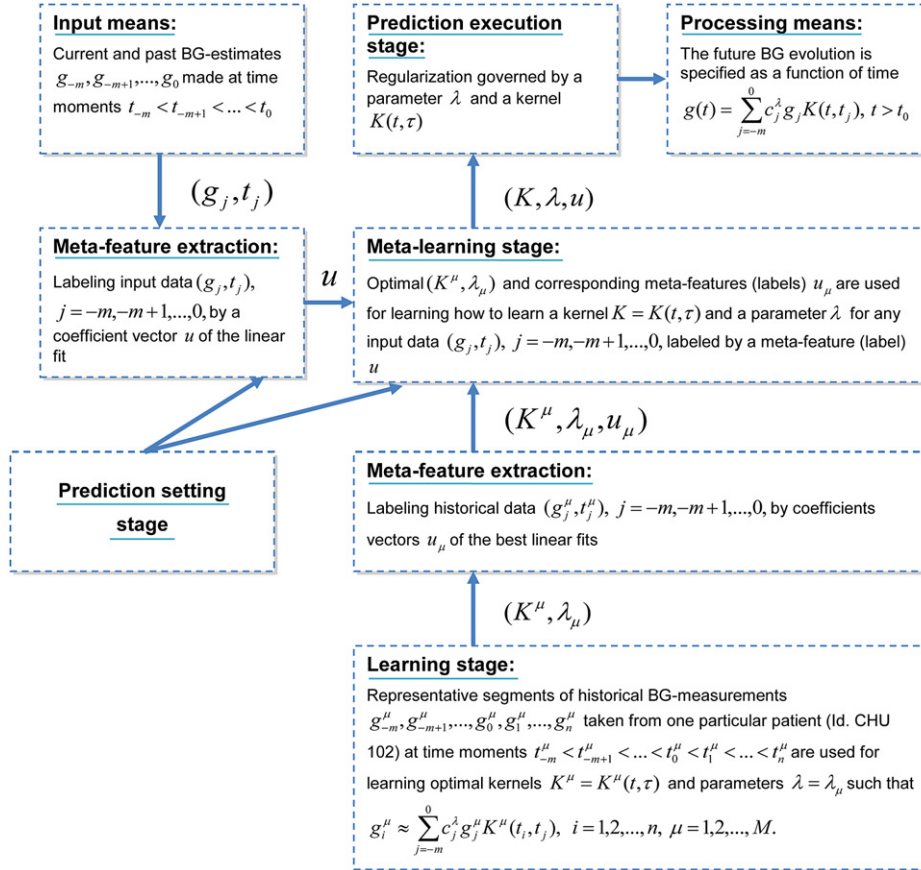 Input means:
Current and past BG-estimates
g_{-m}, g_{-m+1},..., g_0 made at time
moments t_{-m} < t_{-m+1} < ... < t_0
Prediction execution
stage:
Regularization governed by a
parameter λ and a kernel
K(t,τ)
Processing means:
The future BG evolution is
specified as a function of time
g(t) = \sum_{j=-m}^{0} c_j^λ g_j K(t,t_j), t > t_0
(g_j,t_j)
(K,λ,u)
Meta-feature extraction:
Labeling input data (g_j,t_j),
j = -m,-m+1,...,0, by a
coefficient vector u of the linear
fit
u
Meta-learning stage:
Optimal (K^μ,λ_μ) and corresponding meta-features (labels) u_μ are used
for learning how to learn a kernel K = K(t,τ) and a parameter λ for any
input data (g_j,t_j), j = -m,-m+1,...,0, labeled by a meta-feature (label)
u
(K^μ,λ_μ,u_μ)
Prediction setting
stage
Meta-feature extraction:
Labeling historical data (g_j^μ,t_j^μ), j = -m,-m+1,...,0, by coefficients
vectors u_μ of the best linear fits
(K^μ,λ_μ)
Learning stage:
Representative segments of historical BG-measurements
g_{-m}^μ, g_{-m+1}^μ,..., g_0^μ, g_1^μ,..., g_n^μ taken from one particular patient (Id. CHU
102) at time moments t_{-m}^μ < t_{-m+1}^μ < ... < t_0^μ < t_1^μ < ... < t_n^μ are used for
learning optimal kernels K^μ = K^μ(t,τ) and parameters λ = λ_μ such that
g_i^μ ≈ \sum_{j=-m}^{0} c_j^λ g_j^μ K^μ(t_i,t_j), i = 1,2,...,n, μ = 1,2,...,M.